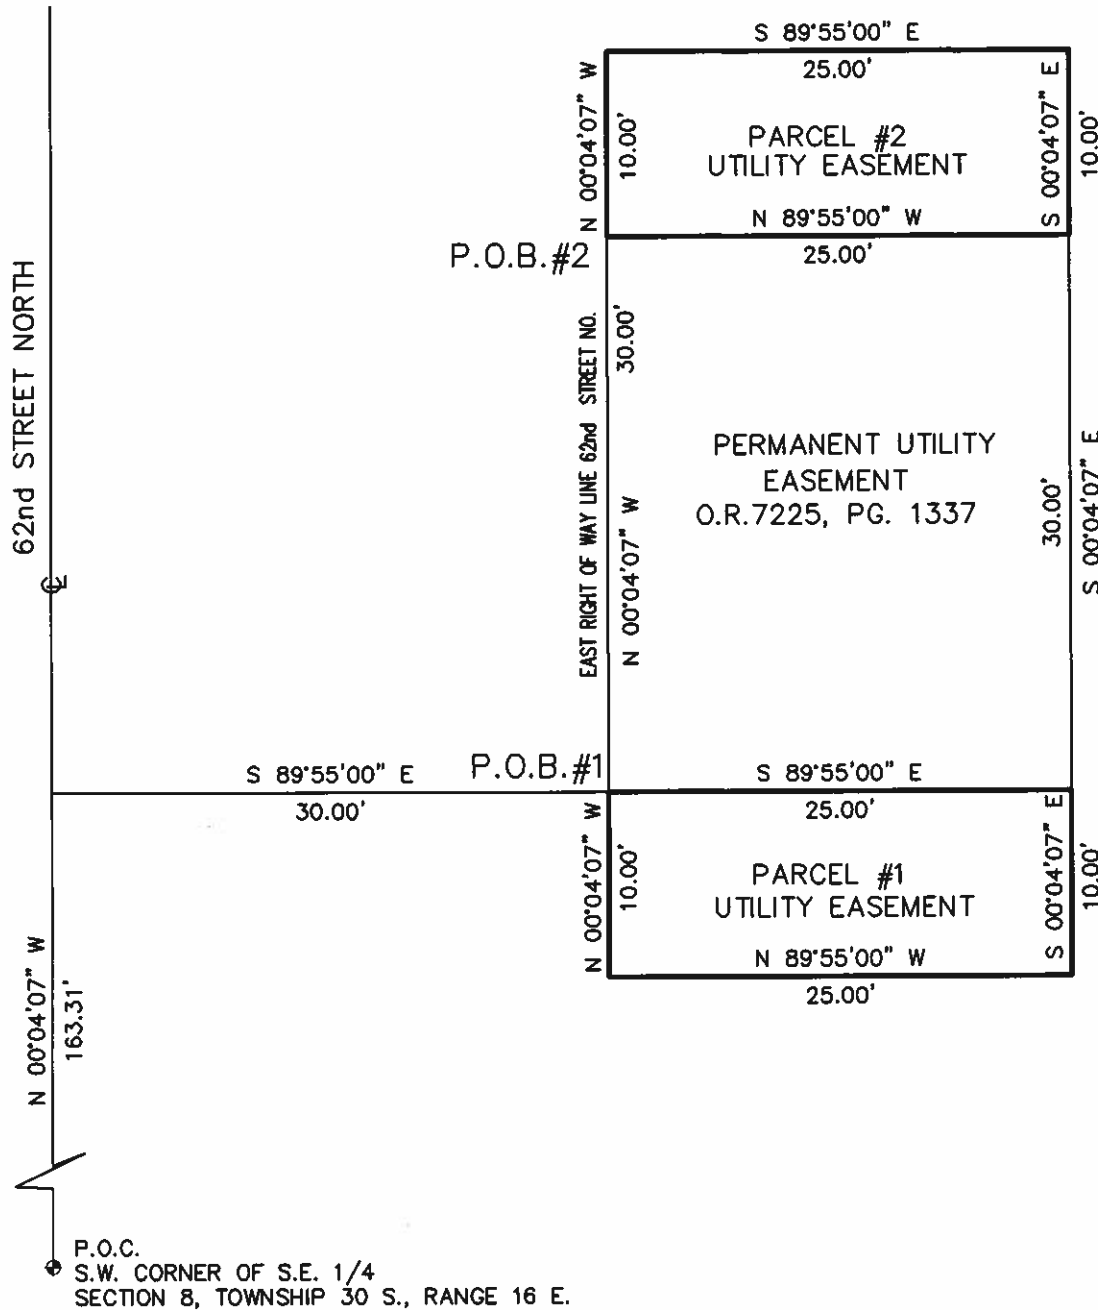 S 89°55'00" E
25.00'
N 00°04'07" W
10.00'
PARCEL #2
UTILITY EASEMENT
S 00°04'07" E
10.00'
N 89°55'00" W
25.00'
P.O.B.#2
62nd STREET NORTH
EAST RIGHT OF WAY LINE 62nd STREET NO.
30.00'
N 00°04'07" W
PERMANENT UTILITY
EASEMENT
O.R.7225, PG. 1337
30.00'
S 00°04'07" E
S 89°55'00" E
30.00'
P.O.B.#1
S 89°55'00" E
25.00'
N 00°04'07" W
10.00'
PARCEL #1
UTILITY EASEMENT
S 00°04'07" E
10.00'
N 89°55'00" W
25.00'
N 00°04'07" W
163.31'
P.O.C.
S.W. CORNER OF S.E. 1/4
SECTION 8, TOWNSHIP 30 S., RANGE 16 E.